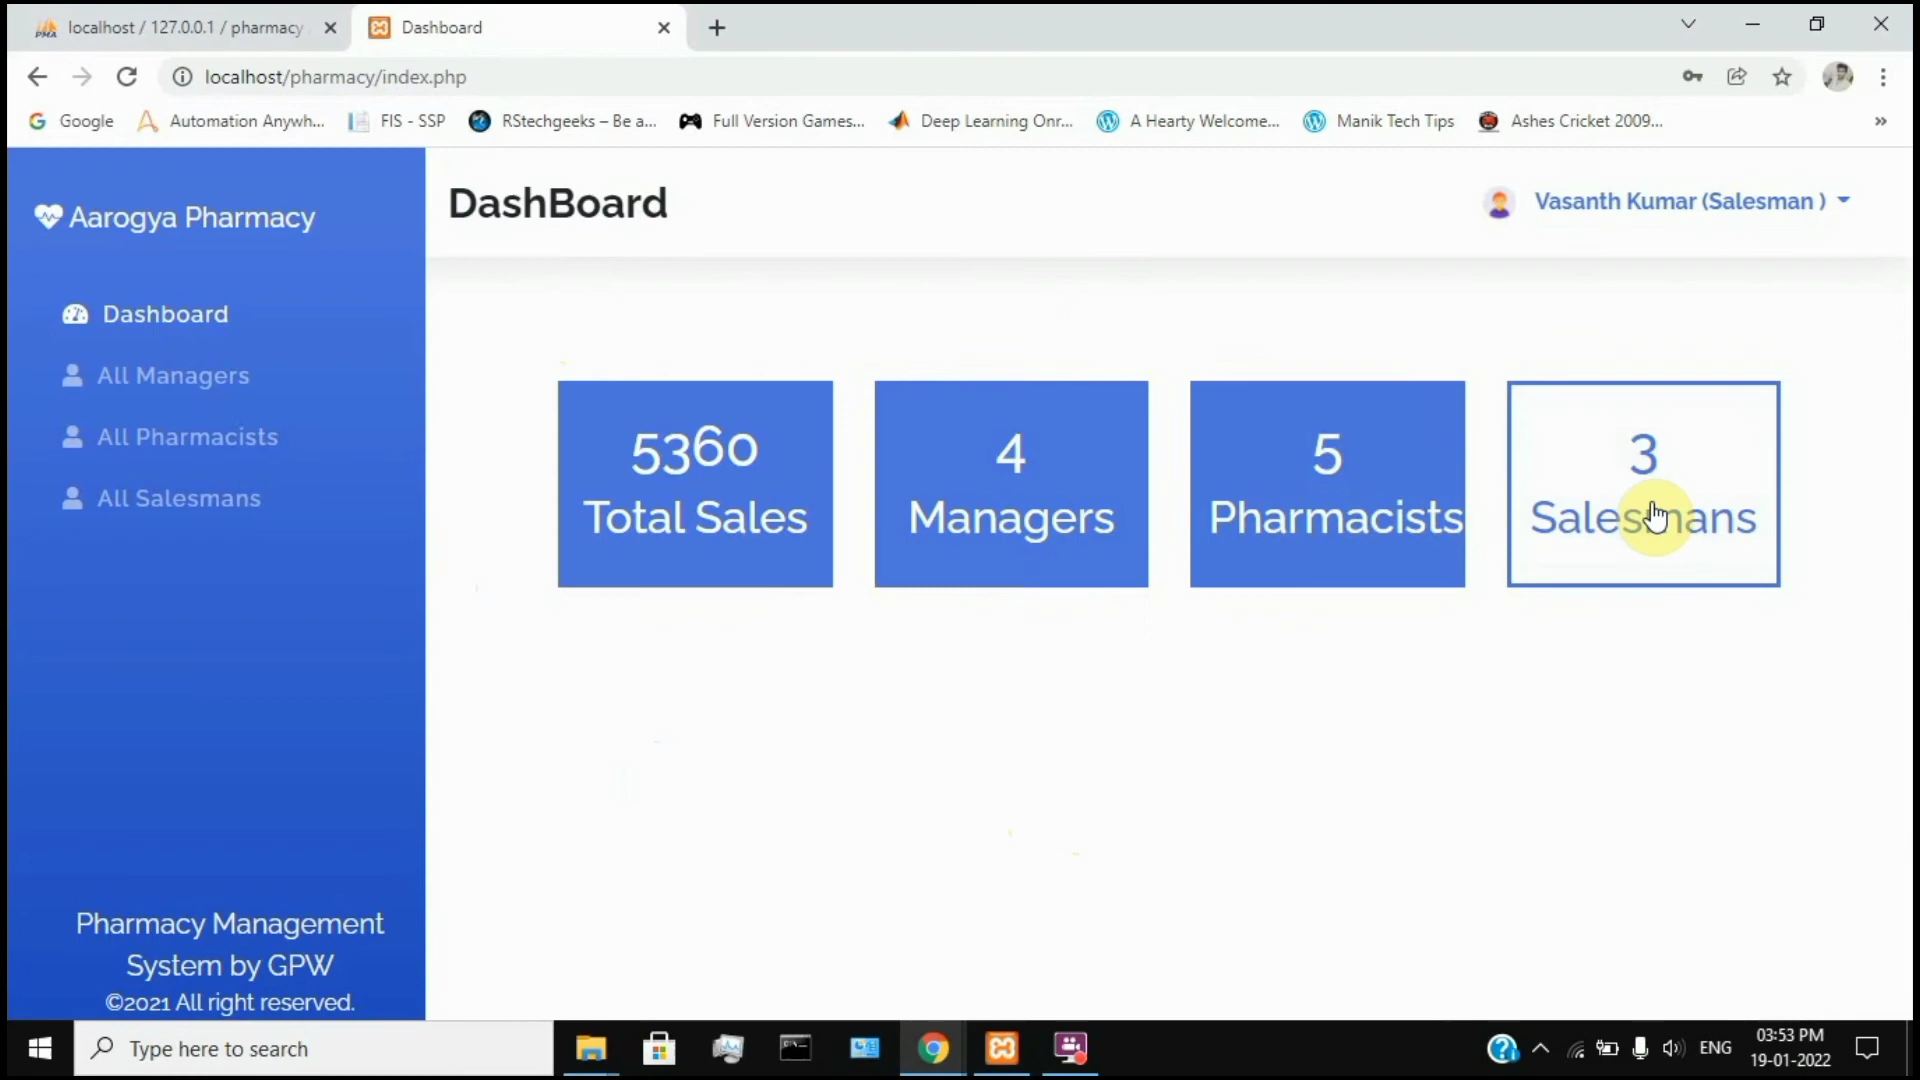 localhost / 127.0.0.1 / pharmacy
Dashboard
localhost/pharmacy/index.php
Google
Automation Anywh...
FIS - SSP
RStechgeeks – Be a...
Full Version Games...
Deep Learning Onr...
A Hearty Welcome...
Manik Tech Tips
Ashes Cricket 2009...
»
Aarogya Pharmacy
DashBoard
Vasanth Kumar (Salesman )
Dashboard
All Managers
All Pharmacists
All Salesmans
5360
Total Sales
4
Managers
5
Pharmacists
3
Salesmans
Pharmacy Management
System by GPW
©2021 All right reserved.
Type here to search
ENG
03:53 PM
19-01-2022